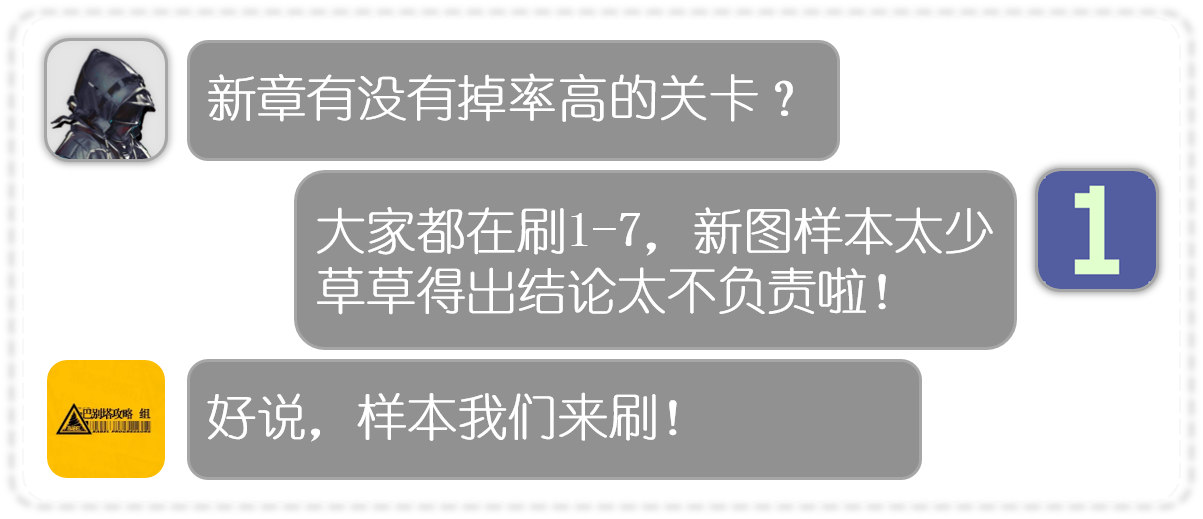 新章有没有掉率高的关卡？
大家都在刷1-7，新图样本太少
草草得出结论太不负责啦！
1
好说，样本我们来刷！
巴别塔攻略 组